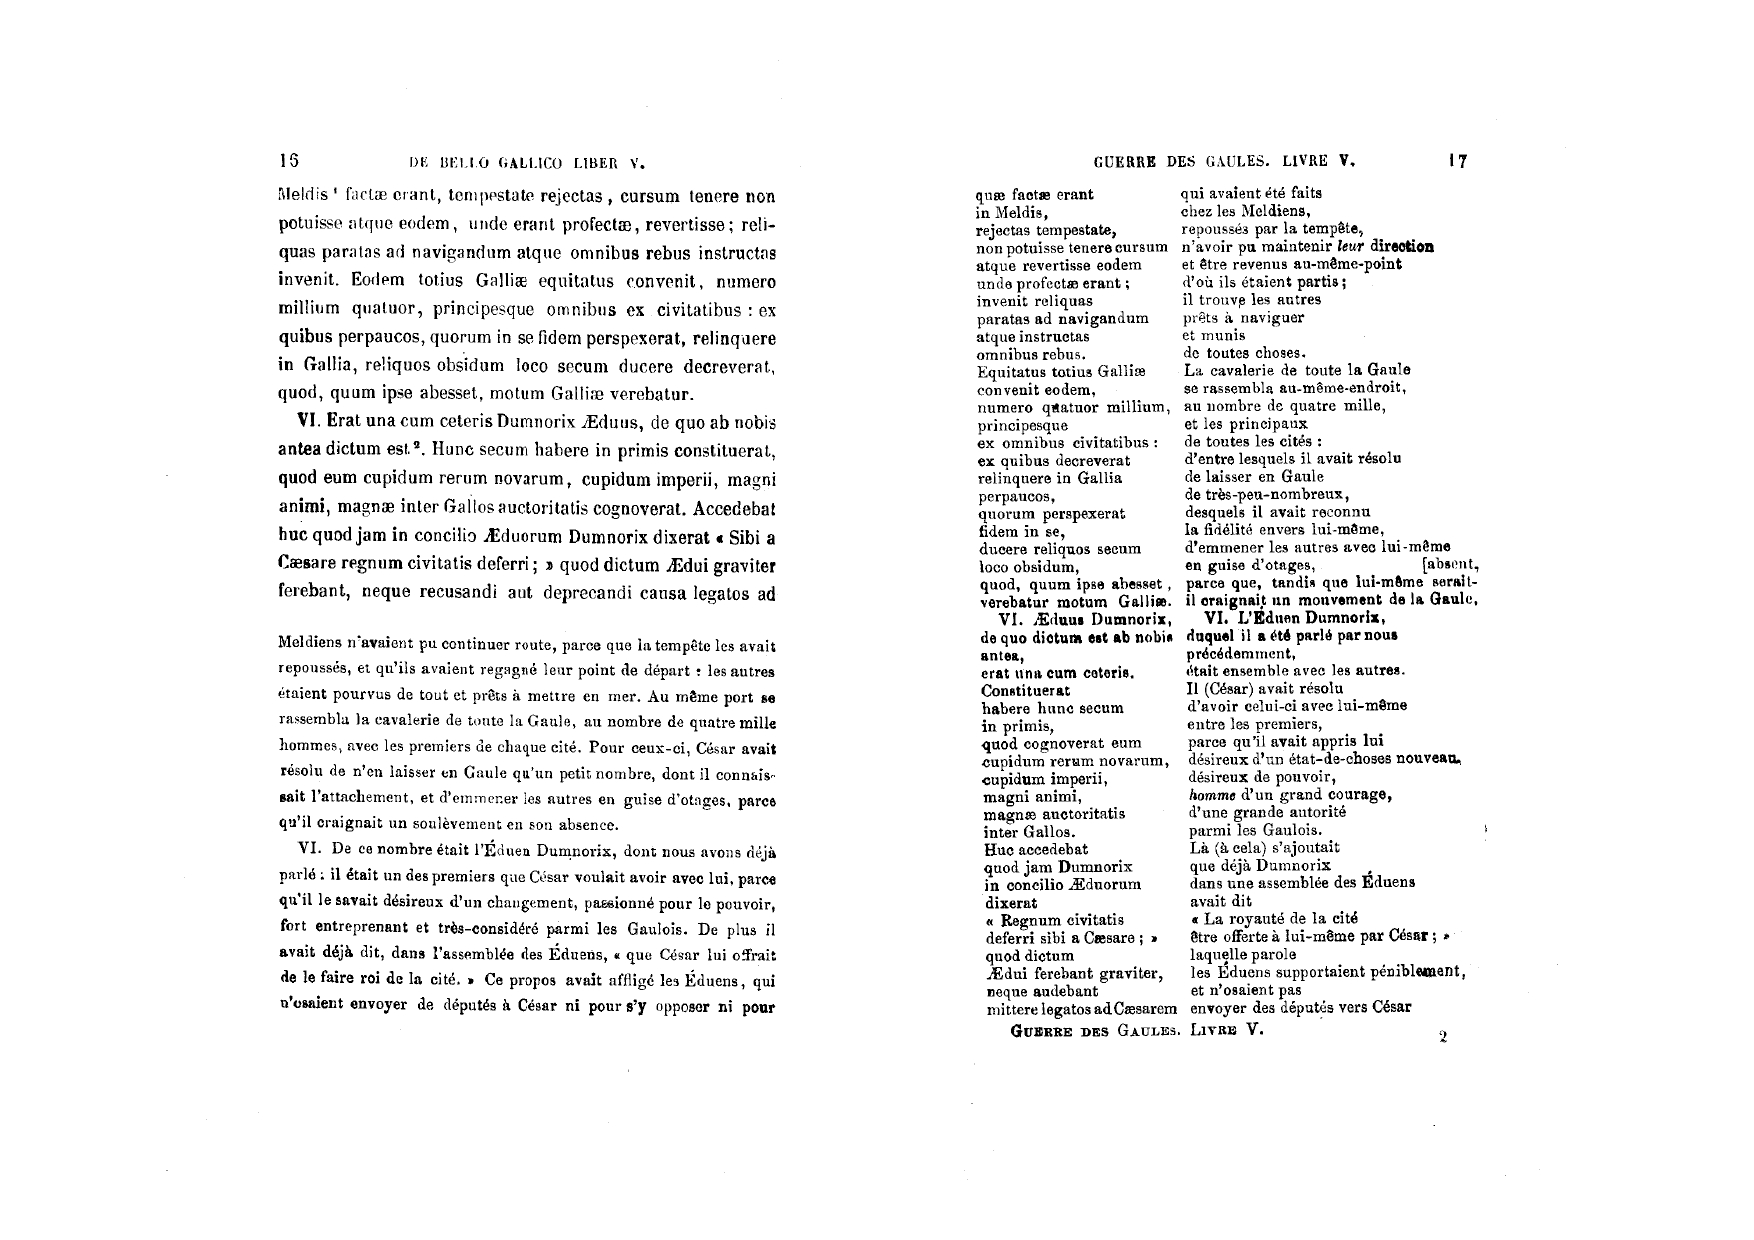 16 DE BELLO GALLICO LIBER V.
Meldis ¹ factæ erant, tempestate rejectas, cursum tenere non
potuisse atque eodem, unde erant profectæ, revertisse; reli-
quas paratas ad navigandum atque omnibus rebus instructas
invenit. Eodem totius Galliæ equitatus convenit, numero
millium quatuor, principesque omnibus ex civitatibus : ex
quibus perpaucos, quorum in se fidem perspexerat, relinquere
in Gallia, reliquos obsidum loco secum ducere decreverat,
quod, quum ipse abesset, motum Galliæ verebatur.
VI. Erat una cum ceteris Dumnorix Æduus, de quo ab nobis
antea dictum est ². Hunc secum habere in primis constituerat,
quod eum cupidum rerum novarum, cupidum imperii, magni
animi, magnæ inter Gallos auctoritatis cognoverat. Accedebat
huc quod jam in concilio Æduorum Dumnorix dixerat « Sibi a
Cæsare regnum civitatis deferri; » quod dictum Ædui graviter
ferebant, neque recusandi aut deprecandi causa legatos ad
Meldiens n'avaient pu continuer route, parce que la tempête les avait
repoussés, et qu'ils avaient regagné leur point de départ : les autres
étaient pourvus de tout et prêts à mettre en mer. Au même port se
rassembla la cavalerie de toute la Gaule, au nombre de quatre mille
hommes, avec les premiers de chaque cité. Pour ceux-ci, César avait
résolu de n'en laisser en Gaule qu'un petit nombre, dont il connais-
sait l'attachement, et d'emmener les autres en guise d'otages, parce
qu'il craignait un soulèvement en son absence.
VI. De ce nombre était l'Éduen Dumnorix, dont nous avons déjà
parlé : il était un des premiers que César voulait avoir avec lui, parce
qu'il le savait désireux d'un changement, passionné pour le pouvoir,
fort entreprenant et très-considéré parmi les Gaulois. De plus il
avait déjà dit, dans l'assemblée des Éduens, « que César lui offrait
de le faire roi de la cité. » Ce propos avait affligé les Éduens, qui
n'osaient envoyer de députés à César ni pour s'y opposer ni pour
GUERRE DES GAULES. LIVRE V. 17
quæ factæ erant qui avaient été faits
in Meldis, chez les Meldiens,
rejectas tempestate, repoussés par la tempête,
non potuisse tenere cursum n'avoir pu maintenir leur direction
atque revertisse eodem et être revenus au-même-point
unde profectæ erant; d'où ils étaient partis;
invenit reliquas il trouve les autres
paratas ad navigandum prêts à naviguer
atque instructas et munis
omnibus rebus. de toutes choses.
Equitatus totius Galliæ La cavalerie de toute la Gaule
convenit eodem, se rassembla au-même-endroit,
numero quatuor millium, au nombre de quatre mille,
principesque et les principaux
ex omnibus civitatibus : de toutes les cités :
ex quibus decreverat d'entre lesquels il avait résolu
relinquere in Gallia de laisser en Gaule
perpaucos, de très-peu-nombreux,
quorum perspexerat desquels il avait reconnu
fidem in se, la fidélité envers lui-même,
ducere reliquos secum d'emmener les autres avec lui-même
loco obsidum, en guise d'otages, [absent,
quod, quum ipse abesset, parce que, tandis que lui-même serait-
verebatur motum Galliæ. il craignait un mouvement de la Gaule.
VI. Æduus Dumnorix, VI. L'Éduen Dumnorix,
de quo dictum est ab nobis duquel il a été parlé par nous
antea, précédemment,
erat una cum ceteris. était ensemble avec les autres.
Constituerat Il (César) avait résolu
habere hunc secum d'avoir celui-ci avec lui-même
in primis, entre les premiers,
quod cognoverat eum parce qu'il avait appris lui
cupidum rerum novarum, désireux d'un état-de-choses nouveau,
cupidum imperii, désireux de pouvoir,
magni animi, homme d'un grand courage,
magnæ auctoritatis d'une grande autorité
inter Gallos. parmi les Gaulois.
Huc accedebat Là (à cela) s'ajoutait
quod jam Dumnorix que déjà Dumnorix
in concilio Æduorum dans une assemblée des Éduens
dixerat avait dit
« Regnum civitatis « La royauté de la cité
deferri sibi a Cæsare; » être offerte à lui-même par César; »
quod dictum laquelle parole
Ædui ferebant graviter, les Éduens supportaient péniblement,
neque audebant et n'osaient pas
mittere legatos ad Cæsarem envoyer des députés vers César
GUERRE DES GAULES. LIVRE V. 2